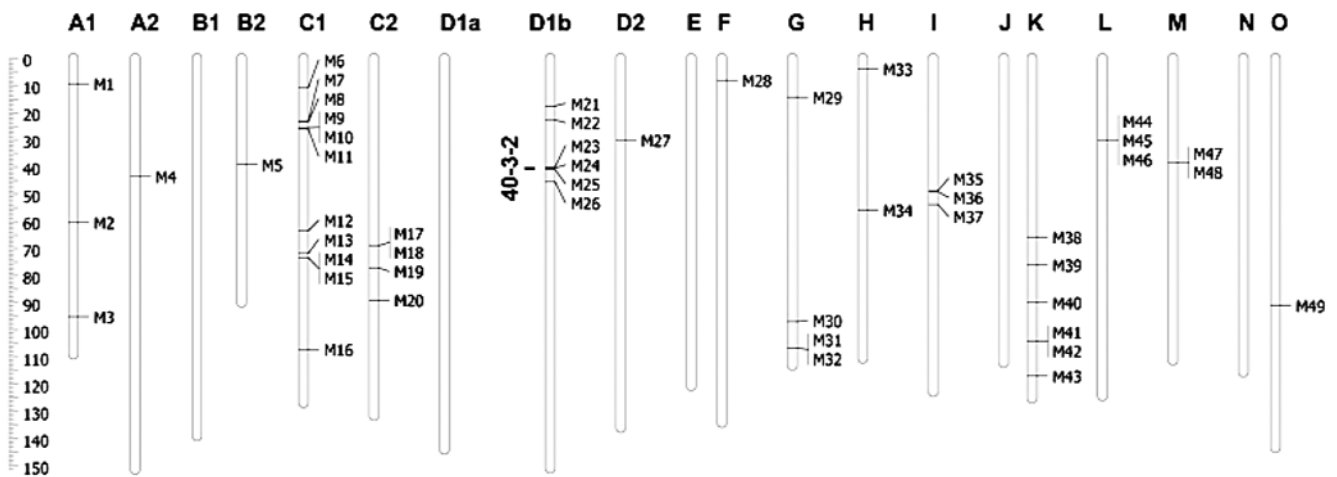 A1 A2 B1 B2 C1 C2 D1a D1b D2 E F G H I J K L M N O
0
10
20
30
40
50
60
70
80
90
100
110
120
130
140
150
M1
M2
M3
M4
M5
M6
M7
M8
M9
M10
M11
M12
M13
M14
M15
M16
M17
M18
M19
M20
40-3-2
M21
M22
M23
M24
M25
M26
M27
M28
M29
M30
M31
M32
M33
M34
M35
M36
M37
M38
M39
M40
M41
M42
M43
M44
M45
M46
M47
M48
M49